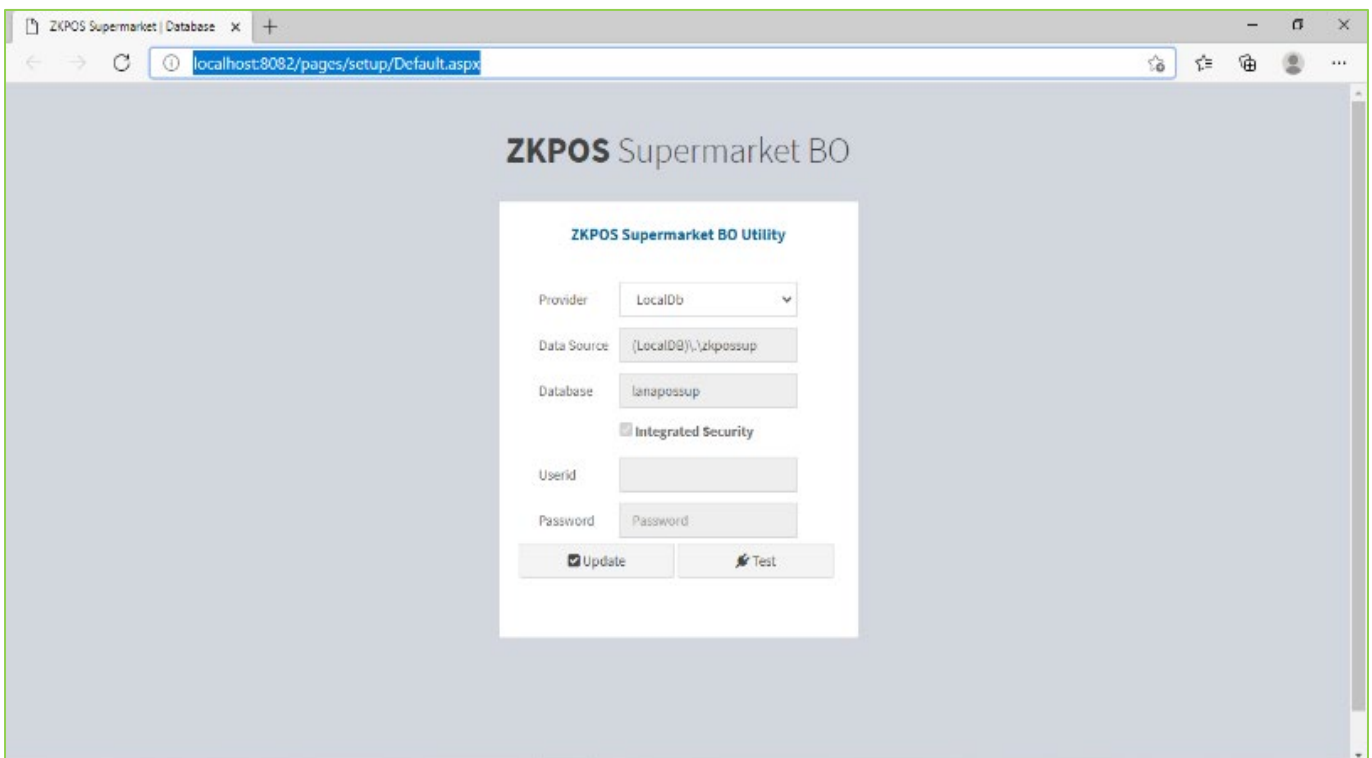 ZKPOS Supermarket | Database
localhost:8082/pages/setup/Default.aspx
ZKPOS Supermarket BO
ZKPOS Supermarket BO Utility
Provider LocalDb
Data Source (LocalDB)\.\zkpossup
Database lanapossup
Integrated Security
Userid
Password Password
Update Test